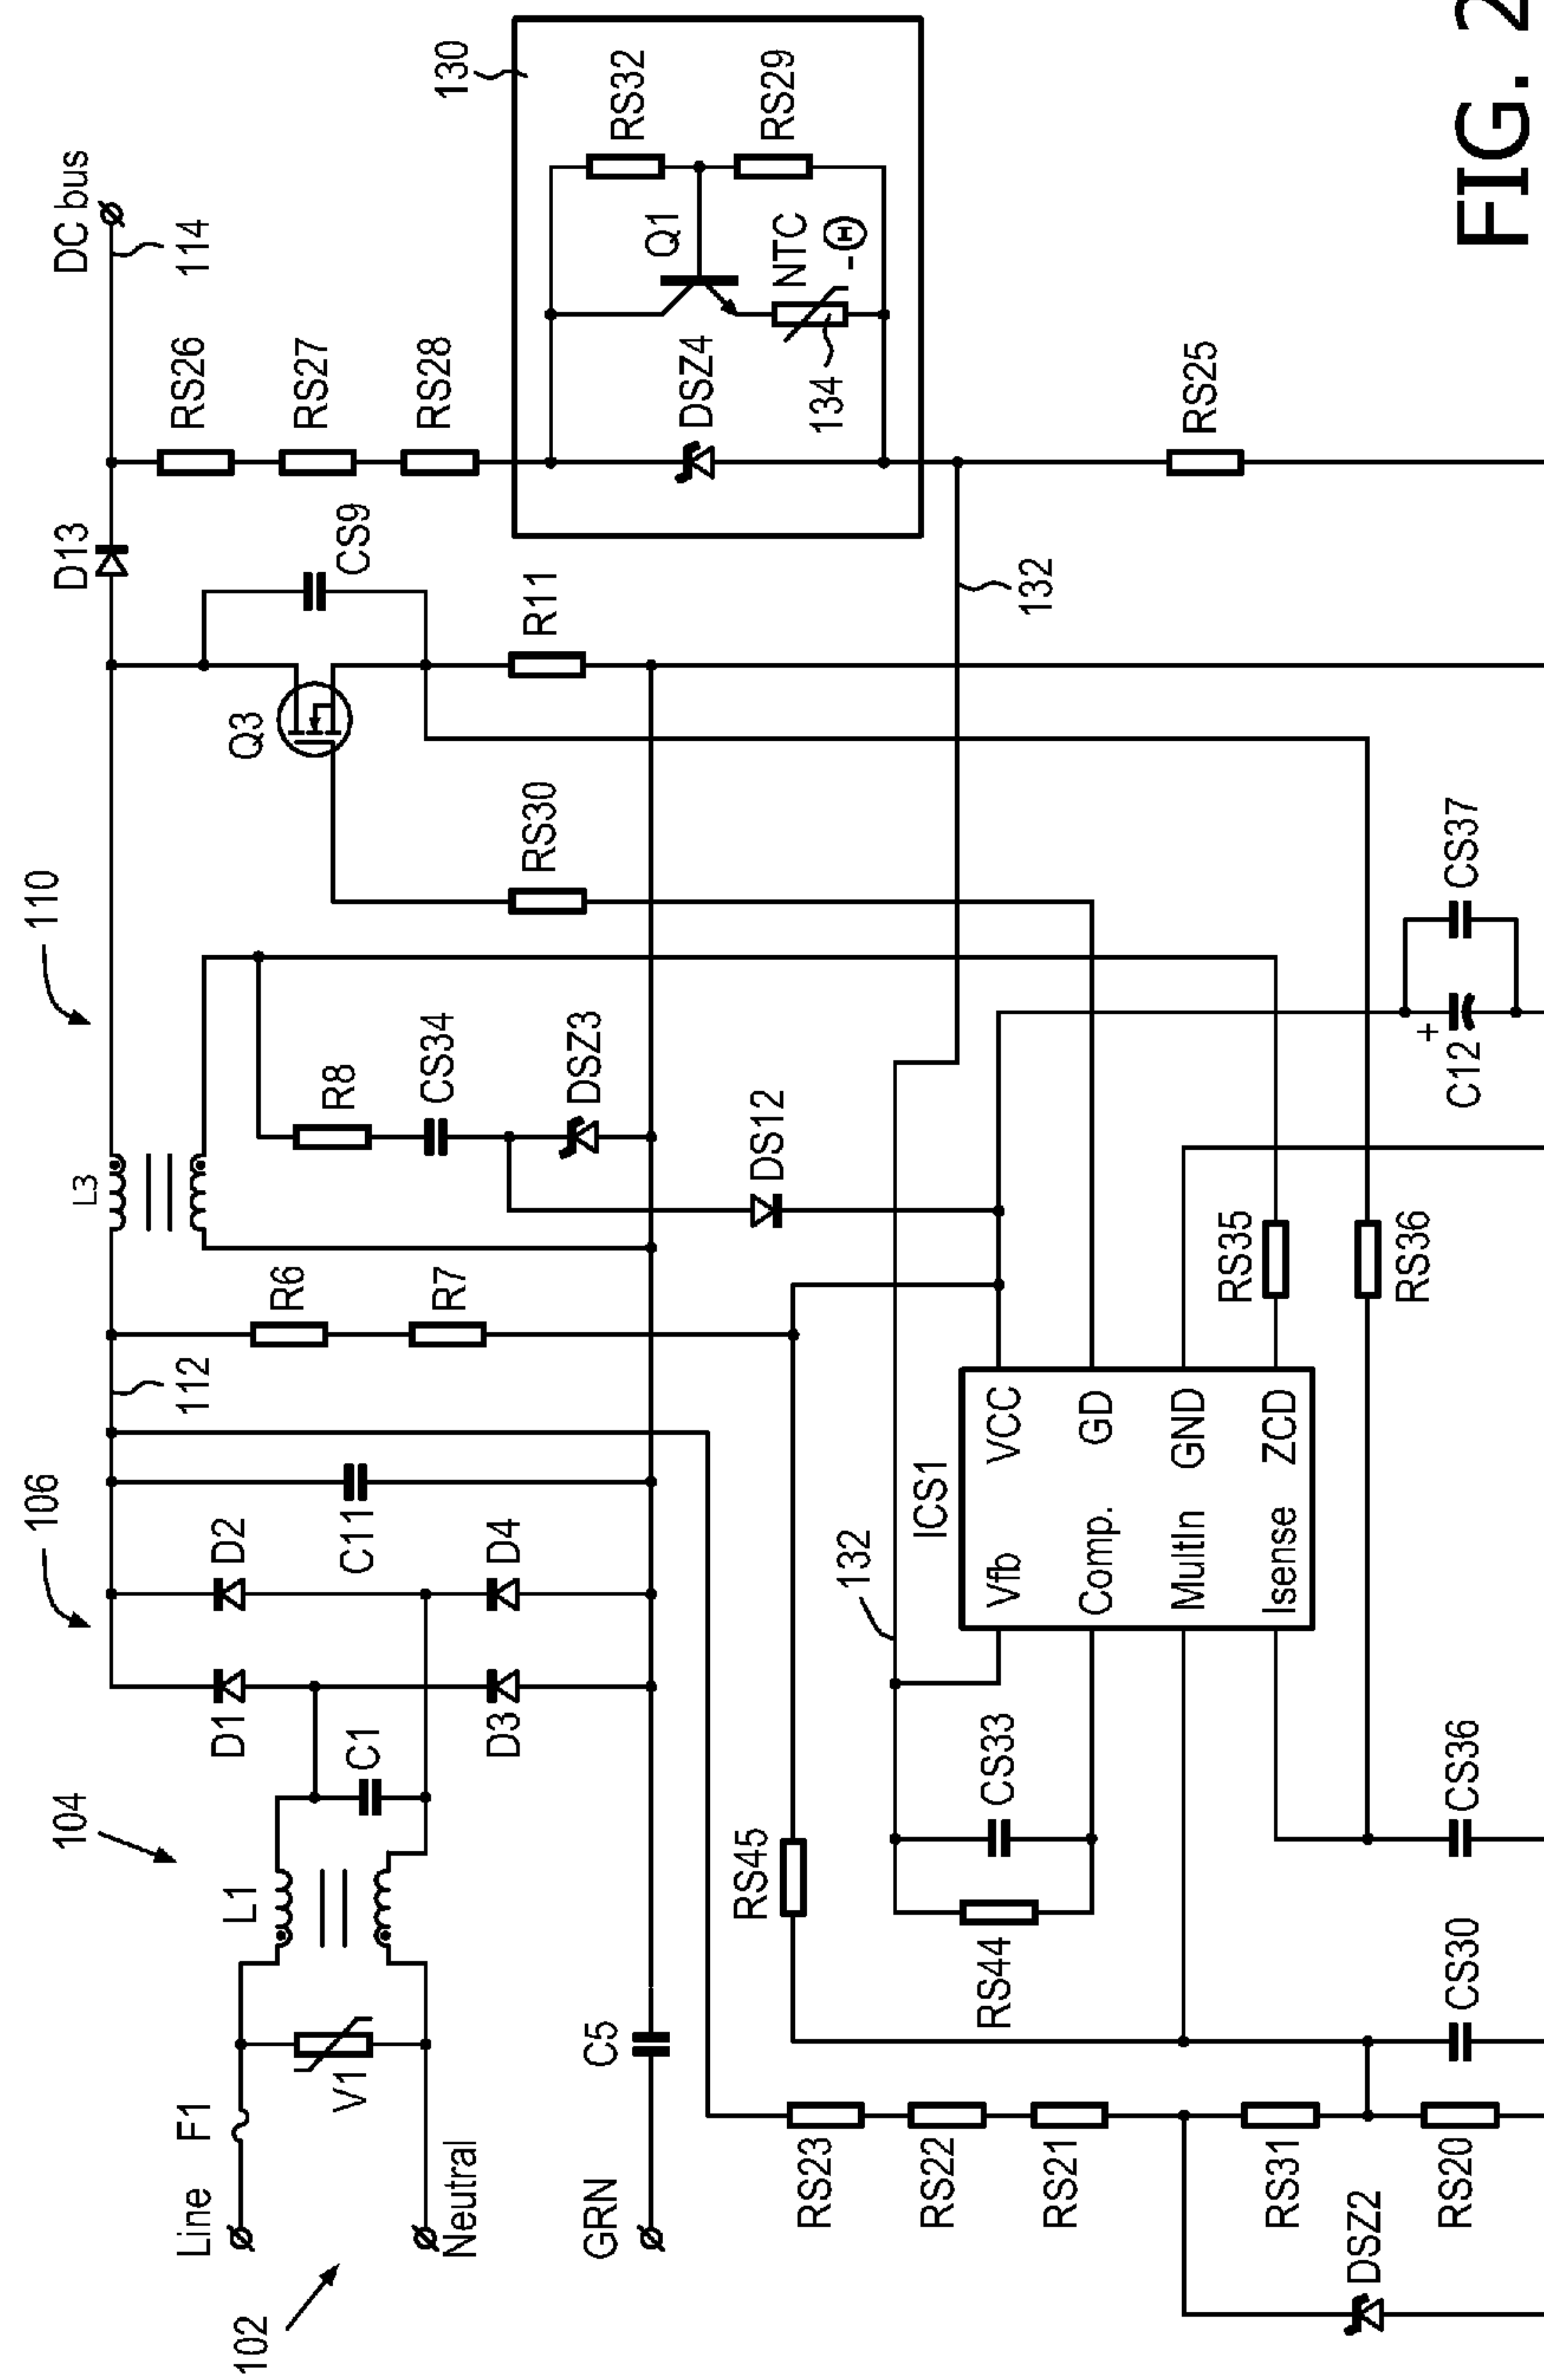 102
Line
F1
Neutral
V1
104
L1
C1
GRN
C5
106
D1
D2
D3
D4
C11
112
R6
R7
L3
110
R8
CS34
DSZ3
DS12
Q3
RS30
CS9
R11
D13
DC bus
114
RS26
RS27
RS28
130
RS32
RS29
Q1
NTC
-Θ
DSZ4
134
132
RS25
RS45
132
ICS1
Vfb
VCC
Comp.
GD
MultIn
GND
Isense
ZCD
CS33
RS44
RS35
RS36
+
C12
CS37
RS23
RS22
RS21
RS31
RS20
DSZ2
CS30
CS36
FIG. 2